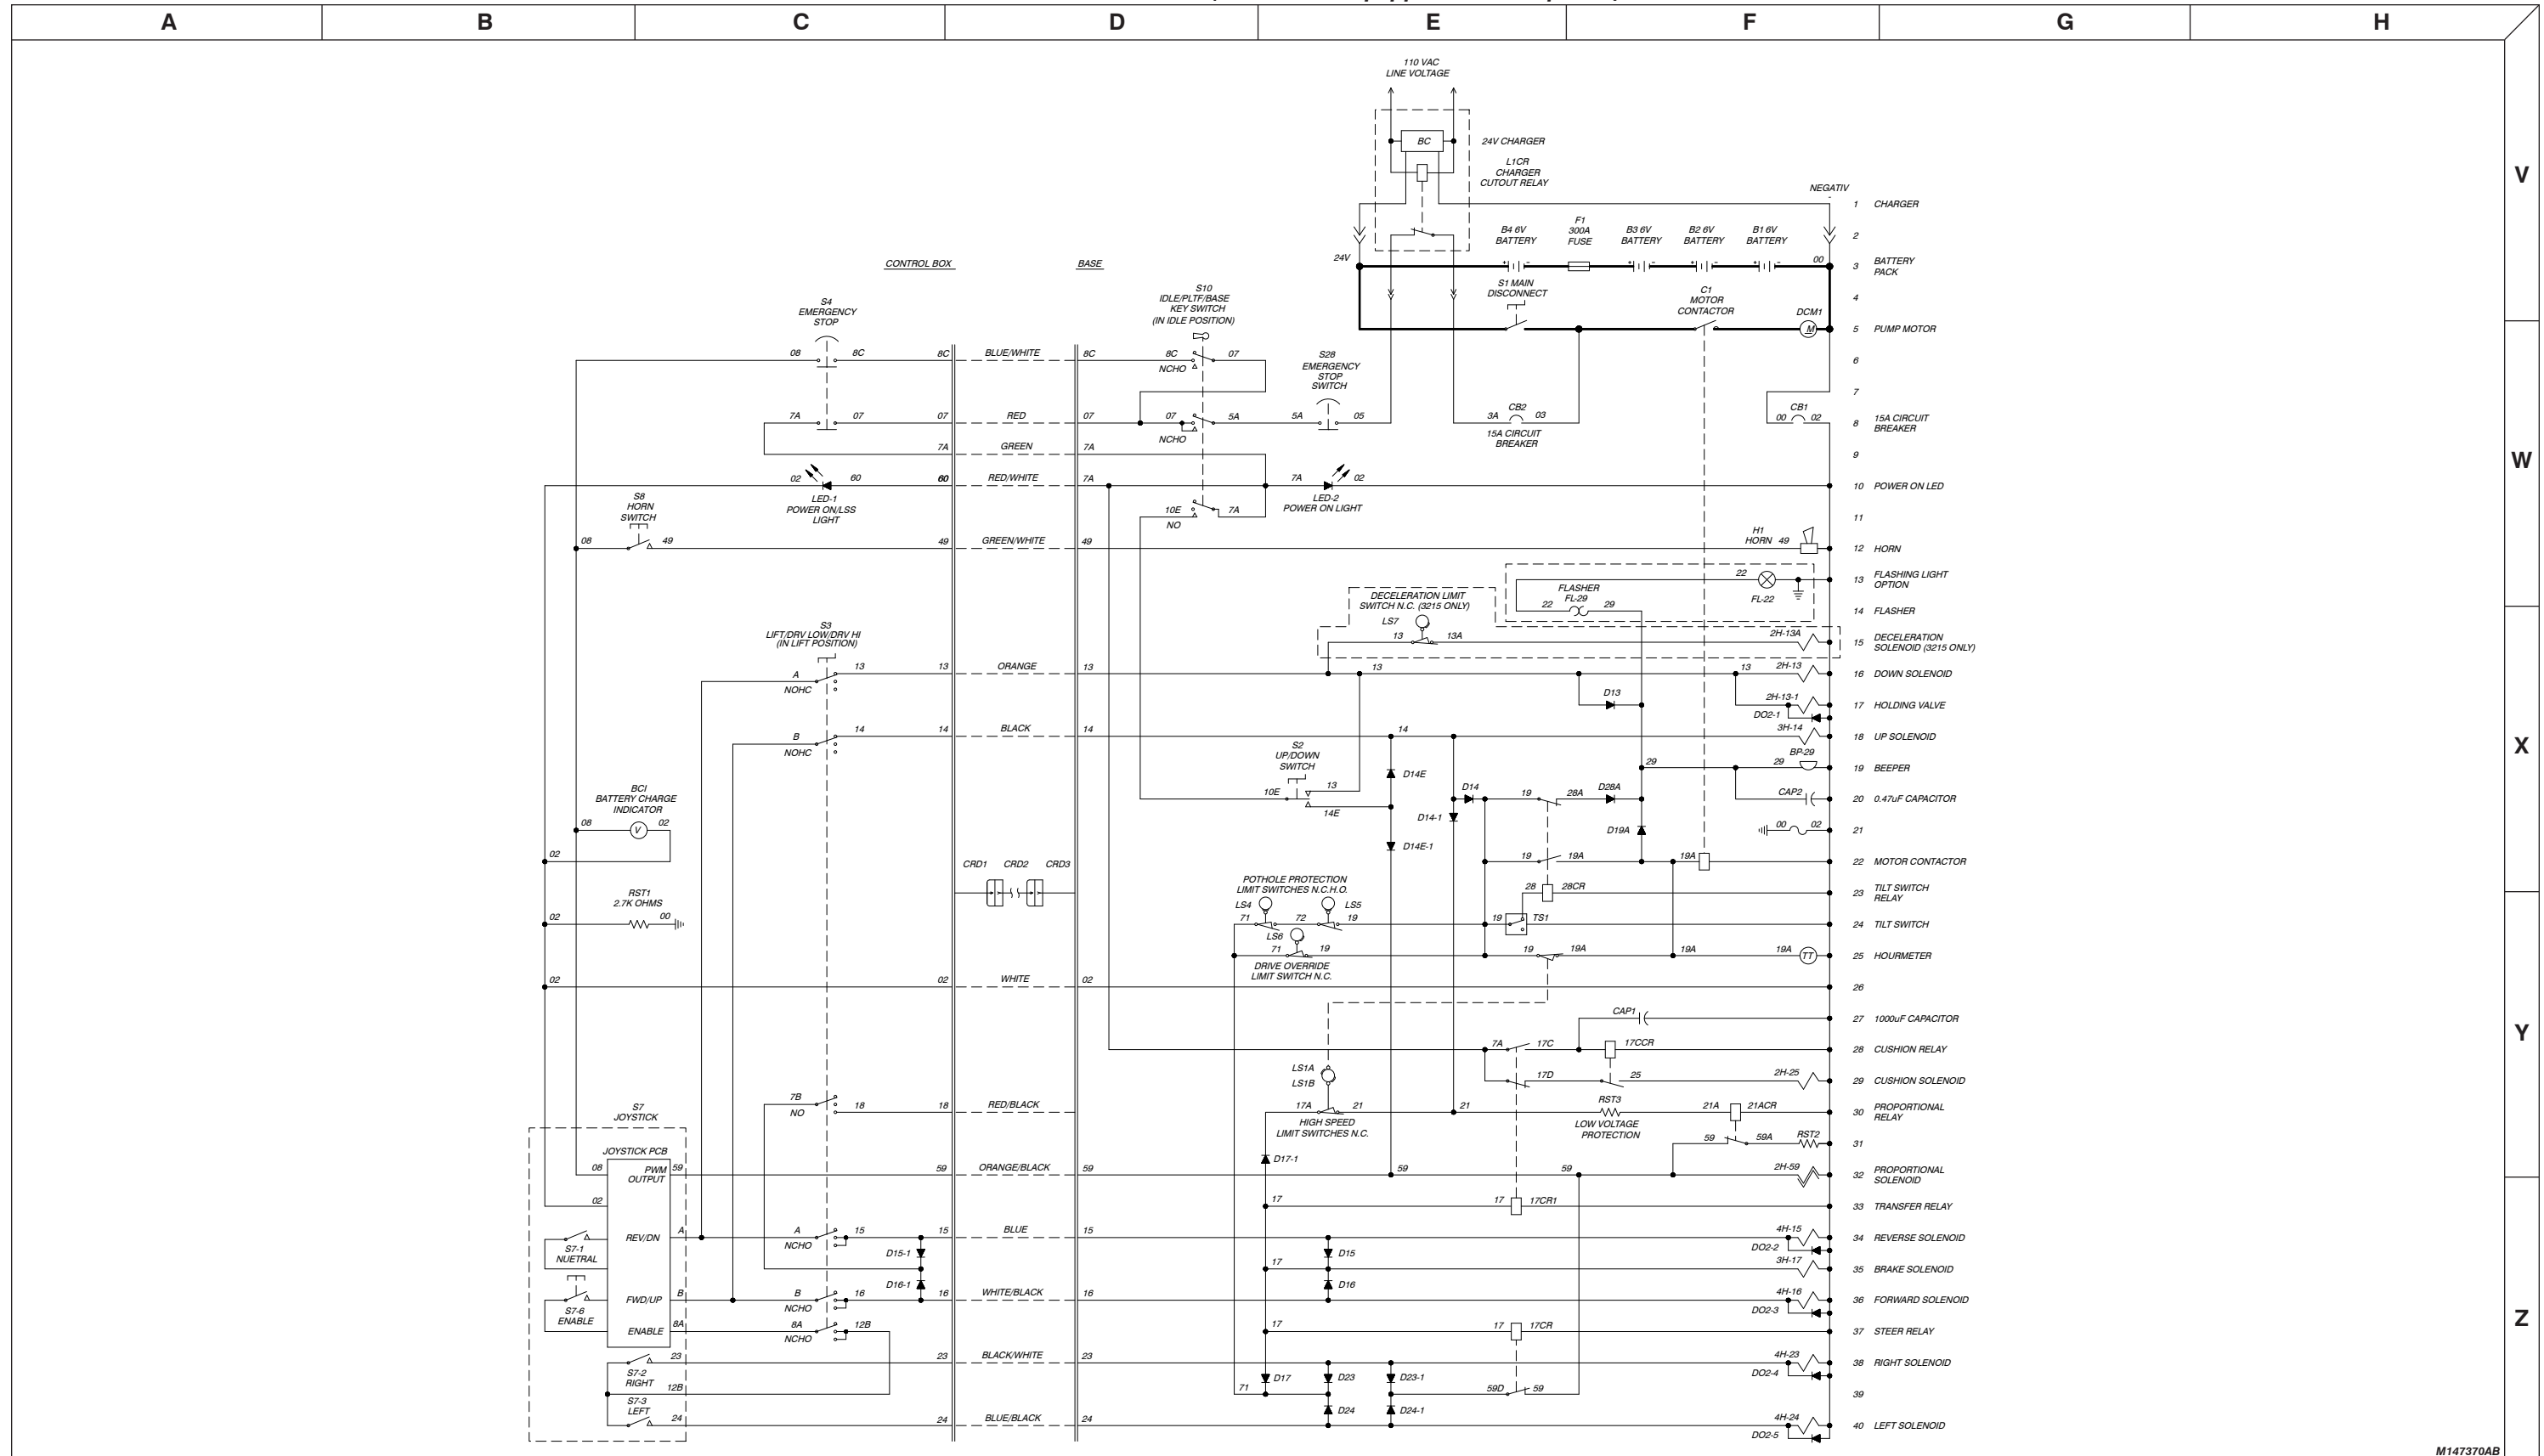 A B C D E F G H
110 VAC
LINE VOLTAGE
BC
24V CHARGER
L1CR
CHARGER
CUTOUT RELAY
V
NEGATIV
1 CHARGER
2
B4 6V
BATTERY
F1
300A
FUSE
B3 6V
BATTERY
B2 6V
BATTERY
B1 6V
BATTERY
CONTROL BOX
BASE
24V
00
3 BATTERY
PACK
S1 MAIN
DISCONNECT
C1
MOTOR
CONTACTOR
4
S4
EMERGENCY
STOP
S10
IDLE/PLTF/BASE
KEY SWITCH
(IN IDLE POSITION)
DCM1
M
5 PUMP MOTOR
08 8C 8C BLUE/WHITE 8C 8C 07
NCHO
6
S28
EMERGENCY
STOP
SWITCH
7
7A 07 07 RED 07 07 5A 5A 05 3A CB2 03 00 CB1 02
NCHO
15A CIRCUIT
BREAKER
8 15A CIRCUIT
BREAKER
7A GREEN 7A
9
W
02 60 60 RED/WHITE 7A 7A 02
LED-1
POWER ON/LSS
LIGHT
LED-2
POWER ON LIGHT
10 POWER ON LED
10E 7A
NO
11
S8
HORN
SWITCH
08 49 49 GREEN/WHITE 49
H1
HORN 49
12 HORN
22
FL-22
13 FLASHING LIGHT
OPTION
FLASHER
FL-29
22 29
14 FLASHER
DECELERATION LIMIT
SWITCH N.C. (3215 ONLY)
LS7
13 13A 2H-13A
15 DECELERATION
SOLENOID (3215 ONLY)
S3
LIFT/DRV LOW/DRV HI
(IN LIFT POSITION)
A 13 13 ORANGE 13 13 13 2H-13
NOHC
16 DOWN SOLENOID
D13
2H-13-1
DO2-1
17 HOLDING VALVE
B 14 14 BLACK 14 14 3H-14
NOHC
18 UP SOLENOID
X
S2
UP/DOWN
SWITCH
10E 13
14E
D14E
29 29 BP-29
19 BEEPER
D14 19 28A D28A CAP2
20 0.47uF CAPACITOR
BCI
BATTERY CHARGE
INDICATOR
08 V 02
D14-1
D19A
00 02
21
02
D14E-1
19 19A 19A
22 MOTOR CONTACTOR
CRD1 CRD2 CRD3
POTHOLE PROTECTION
LIMIT SWITCHES N.C.H.O.
28 28CR
23 TILT SWITCH
RELAY
RST1
2.7K OHMS
02 00
LS4 LS5
71 72 19 19 TS1
24 TILT SWITCH
LS6
71 19 19 19A 19A 19A TT
DRIVE OVERRIDE
LIMIT SWITCH N.C.
25 HOURMETER
02 02 WHITE 02
26
CAP1
27 1000uF CAPACITOR
Y
7A 17C 17CCR
28 CUSHION RELAY
LS1A
LS1B
17D 25 2H-25
29 CUSHION SOLENOID
7B 18 18 RED/BLACK
NO
17A 21 21 RST3 21A 21ACR
HIGH SPEED
LIMIT SWITCHES N.C.
LOW VOLTAGE
PROTECTION
30 PROPORTIONAL
RELAY
S7
JOYSTICK
59 59A RST2
31
JOYSTICK PCB
08 PWM
OUTPUT
59 59 ORANGE/BLACK 59 59 59 2H-59
D17-1
32 PROPORTIONAL
SOLENOID
02
17 17 17CR1
33 TRANSFER RELAY
REV/DN A A 15 15 BLUE 15 4H-15
NCHO
S7-1
NUETRAL
D15-1 D15 DO2-2
34 REVERSE SOLENOID
17 3H-17
35 BRAKE SOLENOID
D16-1 D16
S7-6
ENABLE
FWD/UP B B 16 16 WHITE/BLACK 16 4H-16
NCHO
DO2-3
36 FORWARD SOLENOID
Z
ENABLE 8A 8A 12B
NCHO
17 17 17CR
37 STEER RELAY
23 23 BLACK/WHITE 23 4H-23
S7-2
RIGHT
DO2-4
38 RIGHT SOLENOID
12B
71 D17 D23 D23-1 59D 59
39
S7-3
LEFT
D24 D24-1
24 24 BLUE/BLACK 24 4H-24
DO2-5
40 LEFT SOLENOID
M147370AB